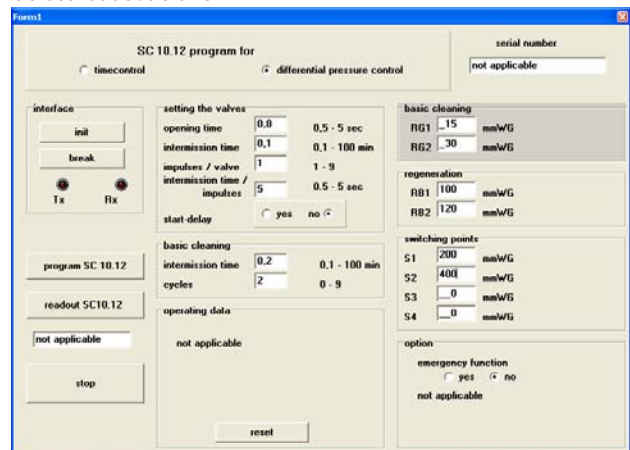 Form1
SC 10.12 program for
timecontrol
differential pressure control
serial number
not applicable
interface
init
break
Tx Rx
program SC 10.12
readout SC10.12
not applicable
stop
setting the valves
opening time 0,8 0,5 - 5 sec
intermission time 0,1 0,1 - 100 min
impulses / valve 1 1 - 9
intermission time /
impulses 5 0.5 - 5 sec
start-delay yes no
basic cleaning
intermission time 0,2 0,1 - 100 min
cycles 2 0 - 9
operating data
not applicable
reset
basic cleaning
RG1 _15 mmWG
RG2 _30 mmWG
regeneration
RB1 100 mmWG
RB2 120 mmWG
switching points
S1 200 mmWG
S2 400 mmWG
S3 __0 mmWG
S4 __0 mmWG
option
emergency function
yes no
not applicable